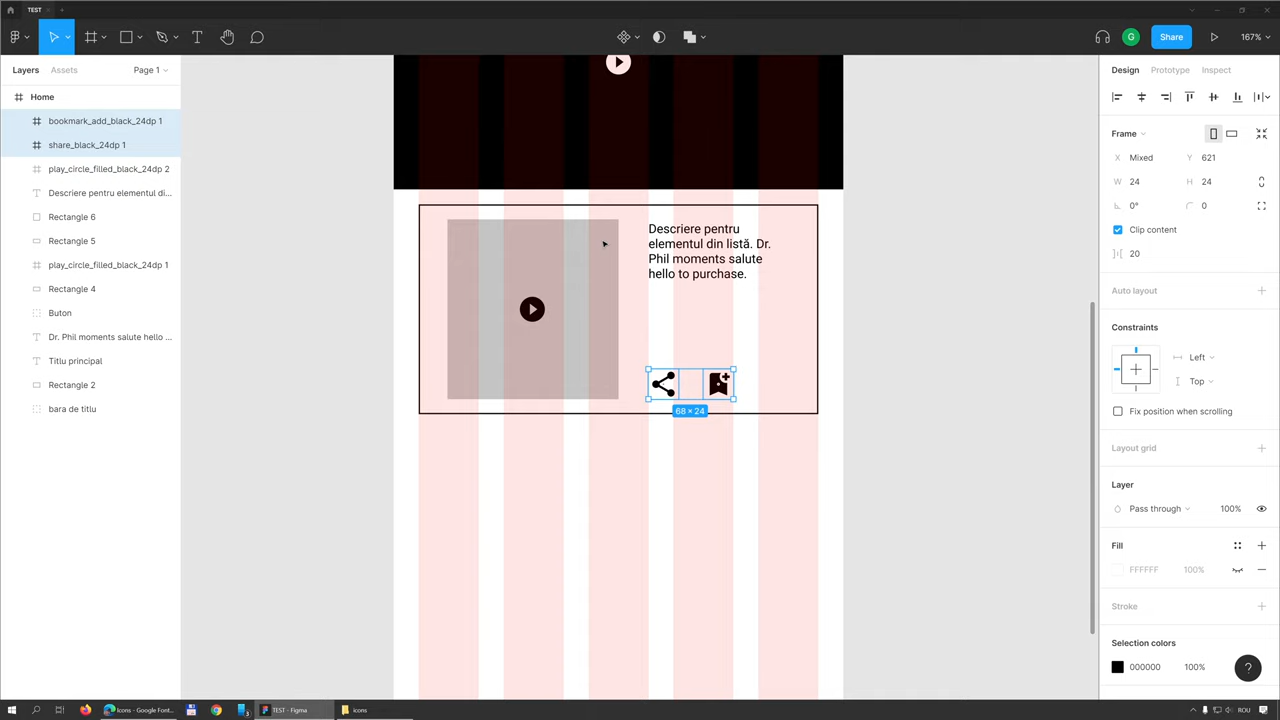 TEST
G
Share
167%
Layers
Assets
Page 1
Design
Prototype
Inspect
Home
bookmark_add_black_24dp 1
share_black_24dp 1
play_circle_filled_black_24dp 2
Descriere pentru elementul di...
Rectangle 6
Rectangle 5
play_circle_filled_black_24dp 1
Rectangle 4
Buton
Dr. Phil moments salute hello ...
Titlu principal
Rectangle 2
bara de titlu
Descriere pentru
elementul din listă. Dr.
Phil moments salute
hello to purchase.
68 × 24
Frame
X Mixed Y 621
W 24 H 24
0° 0
Clip content
20
Auto layout
Constraints
Left
Top
Fix position when scrolling
Layout grid
Layer
Pass through 100%
Fill
FFFFFF 100%
Stroke
Selection colors
000000 100%
?
Icons - Google Font...
TEST - Figma
icons
ROU